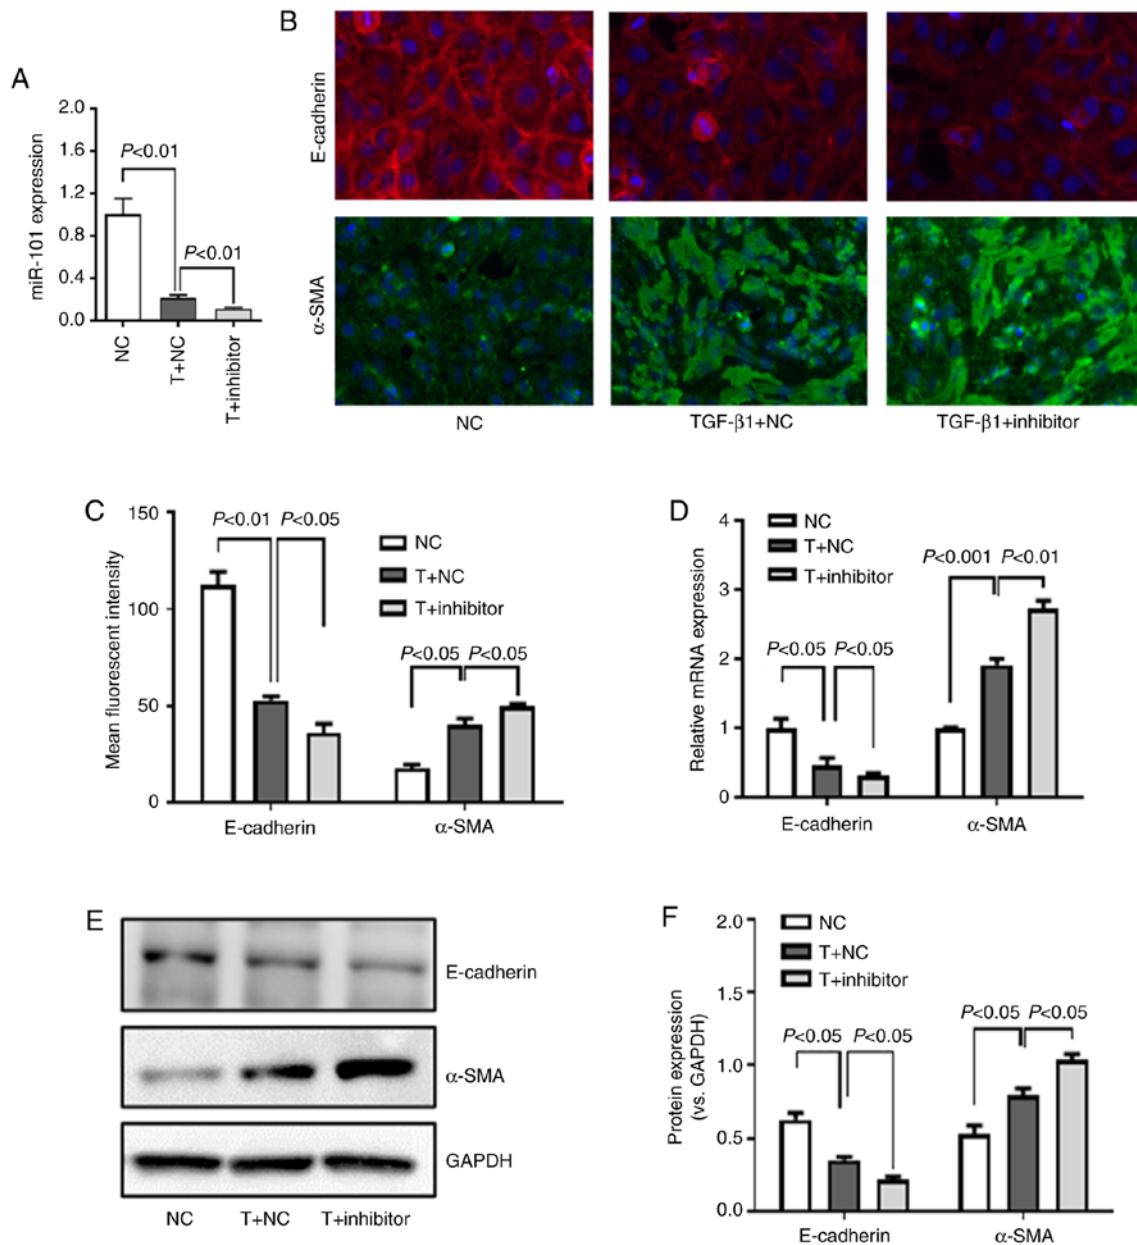 A
miR-101 expression
2.0
1.6
1.2
0.8
0.4
0.0
P<0.01
P<0.01
NC
T+NC
T+inhibitor
B
E-cadherin
α-SMA
NC
TGF-β1+NC
TGF-β1+inhibitor
C
Mean fluorescent intensity
150
100
50
0
P<0.01
P<0.05
P<0.05
P<0.05
NC
T+NC
T+inhibitor
E-cadherin
α-SMA
D
Relative mRNA expression
4
3
2
1
0
NC
T+NC
T+inhibitor
P<0.05
P<0.05
P<0.001
P<0.01
E-cadherin
α-SMA
E
E-cadherin
α-SMA
GAPDH
NC
T+NC
T+inhibitor
F
Protein expression
(vs. GAPDH)
2.0
1.5
1.0
0.5
0.0
NC
T+NC
T+inhibitor
P<0.05
P<0.05
P<0.05
P<0.05
E-cadherin
α-SMA